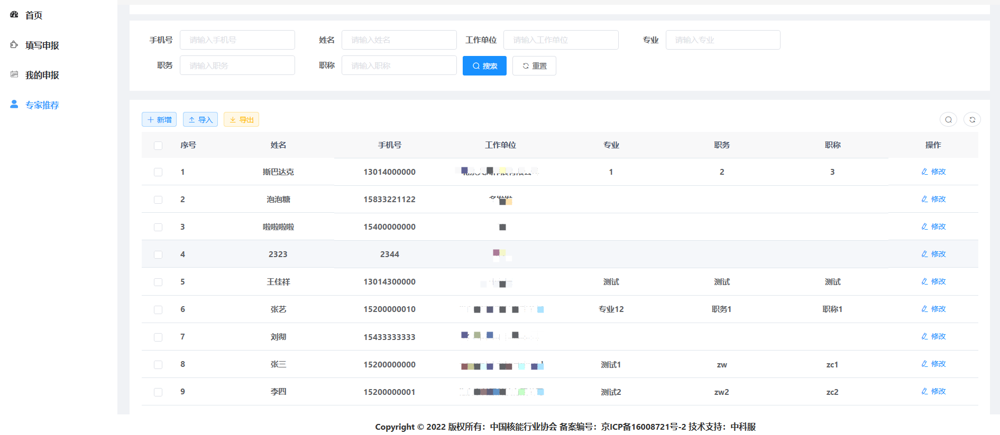 首页
填写申报
我的申报
专家推荐
手机号 请输入手机号 姓名 请输入姓名 工作单位 请输入工作单位 专业 请输入专业
职务 请输入职务 职称 请输入职称 搜索 重置
新增 导入 导出
序号 姓名 手机号 工作单位 专业 职务 职称 操作
1 斯巴达克 13014000000 1 2 3 修改
2 泡泡糖 15833221122 修改
3 啦啦啦啦 15400000000 修改
4 2323 2344 修改
5 王佳祥 13014300000 测试 测试 测试 修改
6 张艺 15200000010 专业12 职务1 职称1 修改
7 刘彻 15433333333 修改
8 张三 15200000000 测试1 zw zc1 修改
9 李四 15200000001 测试2 zw2 zc2 修改
Copyright © 2022 版权所有：中国核能行业协会 备案编号：京ICP备16008721号-2 技术支持：中科服